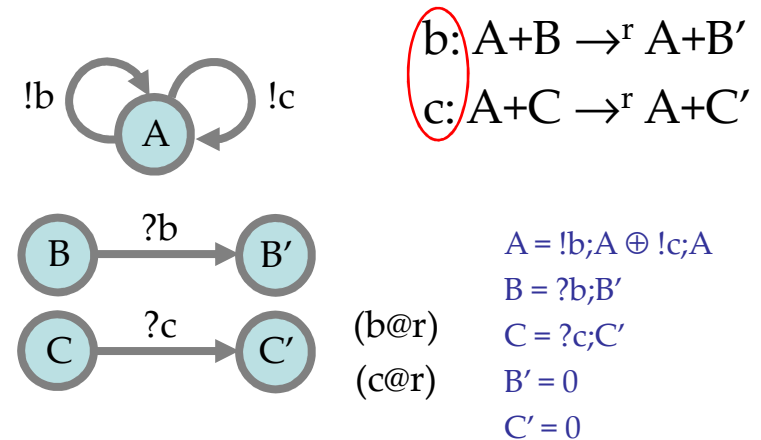 !b
!c
A
b: A+B →ʳ A+B′
c: A+C →ʳ A+C′
B
?b
B′
C
?c
C′
(b@r)
(c@r)
A = !b;A ⊕ !c;A
B = ?b;B′
C = ?c;C′
B′ = 0
C′ = 0